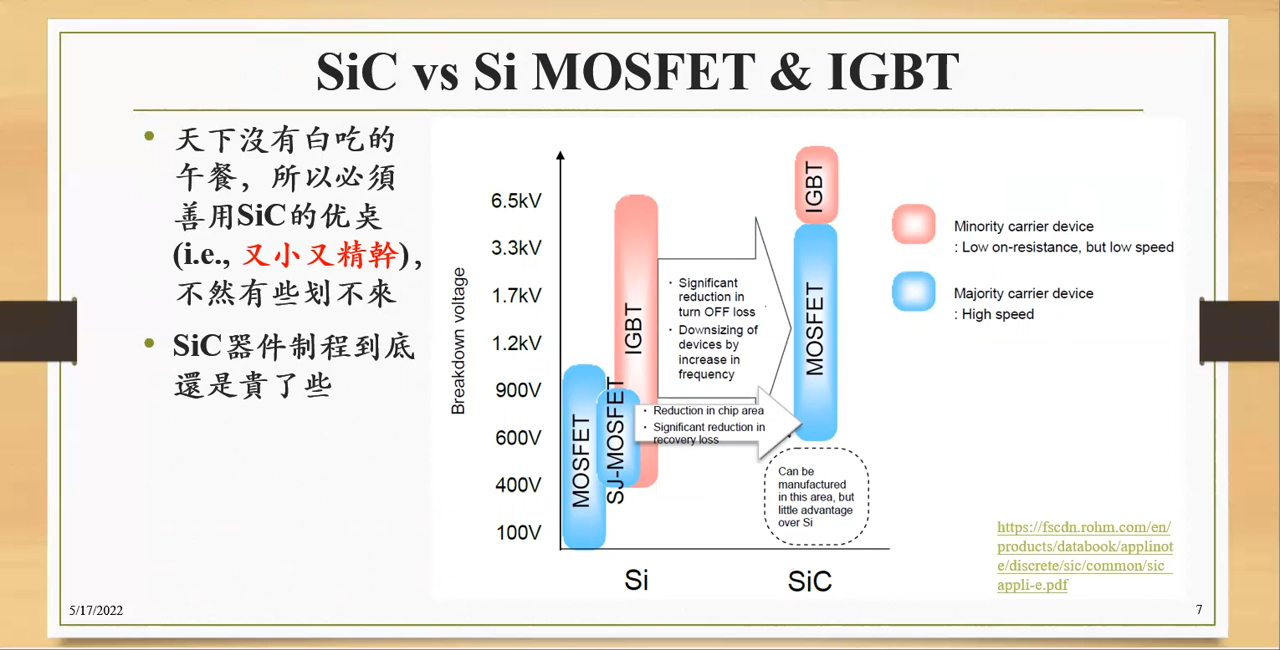 SiC vs Si MOSFET & IGBT
• 天下沒有白吃的
午餐，所以必須
善用SiC的优奌
(i.e., 又小又精幹)，
不然有些划不來
• SiC器件制程到底
還是貴了些
Breakdown voltage
6.5kV
3.3kV
1.7kV
1.2kV
900V
600V
400V
100V
MOSFET
SJ-MOSFET
IGBT
• Significant
reduction in
turn OFF loss
• Downsizing of
devices by
increase in
frequency
• Reduction in chip area
• Significant reduction in
recovery loss
IGBT
MOSFET
Can be
manufactured
in this area, but
little advantage
over Si
Si
SiC
Minority carrier device
: Low on-resistance, but low speed
Majority carrier device
: High speed
https://fscdn.rohm.com/en/
products/databook/applinot
e/discrete/sic/common/sic_
appli-e.pdf
5/17/2022
7